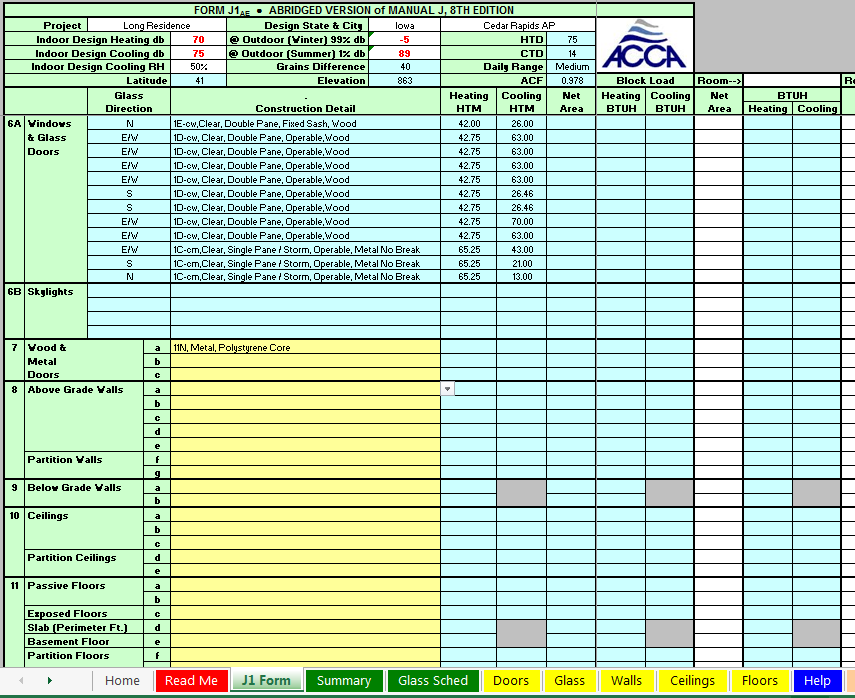 FORM J1AE • ABRIDGED VERSION of MANUAL J, 8TH EDITION
Project Long Residence Design State & City Iowa Cedar Rapids AP
Indoor Design Heating db 70 @ Outdoor (Winter) 99% db -5 HTD 75
Indoor Design Cooling db 75 @ Outdoor (Summer) 1% db 89 CTD 14
Indoor Design Cooling RH 50% Grains Difference 40 Daily Range Medium
ACCA
Latitude 41 Elevation 863 ACF 0.978 Block Load Room--> Ro
Glass Direction Construction Detail Heating HTM Cooling HTM Net Area Heating BTUH Cooling BTUH Net Area BTUH Heating Cooling
6A Windows N 1E-cw,Clear, Double Pane, Fixed Sash, Wood 42.00 26.00
& Glass E/W 1D-cw, Clear, Double Pane, Operable,Wood 42.75 63.00
Doors E/W 1D-cw, Clear, Double Pane, Operable,Wood 42.75 63.00
E/W 1D-cw, Clear, Double Pane, Operable,Wood 42.75 63.00
E/W 1D-cw, Clear, Double Pane, Operable,Wood 42.75 63.00
S 1D-cw, Clear, Double Pane, Operable,Wood 42.75 26.46
S 1D-cw, Clear, Double Pane, Operable,Wood 42.75 26.46
E/W 1D-cw, Clear, Double Pane, Operable,Wood 42.75 70.00
E/W 1D-cw, Clear, Double Pane, Operable,Wood 42.75 63.00
E/W 1C-cm,Clear, Single Pane / Storm, Operable, Metal No Break 65.25 43.00
S 1C-cm,Clear, Single Pane / Storm, Operable, Metal No Break 65.25 21.00
N 1C-cm,Clear, Single Pane / Storm, Operable, Metal No Break 65.25 13.00
6B Skylights
7 Wood & a 11N, Metal, Polystyrene Core
Metal b
Doors c
8 Above Grade Walls a
b
c
d
e
Partition Walls f
g
9 Below Grade Walls a
b
10 Ceilings a
b
c
Partition Ceilings d
e
11 Passive Floors a
b
Exposed Floors c
Slab (Perimeter Ft.) d
Basement Floor e
Partition Floors f
Home Read Me J1 Form Summary Glass Sched Doors Glass Walls Ceilings Floors Help